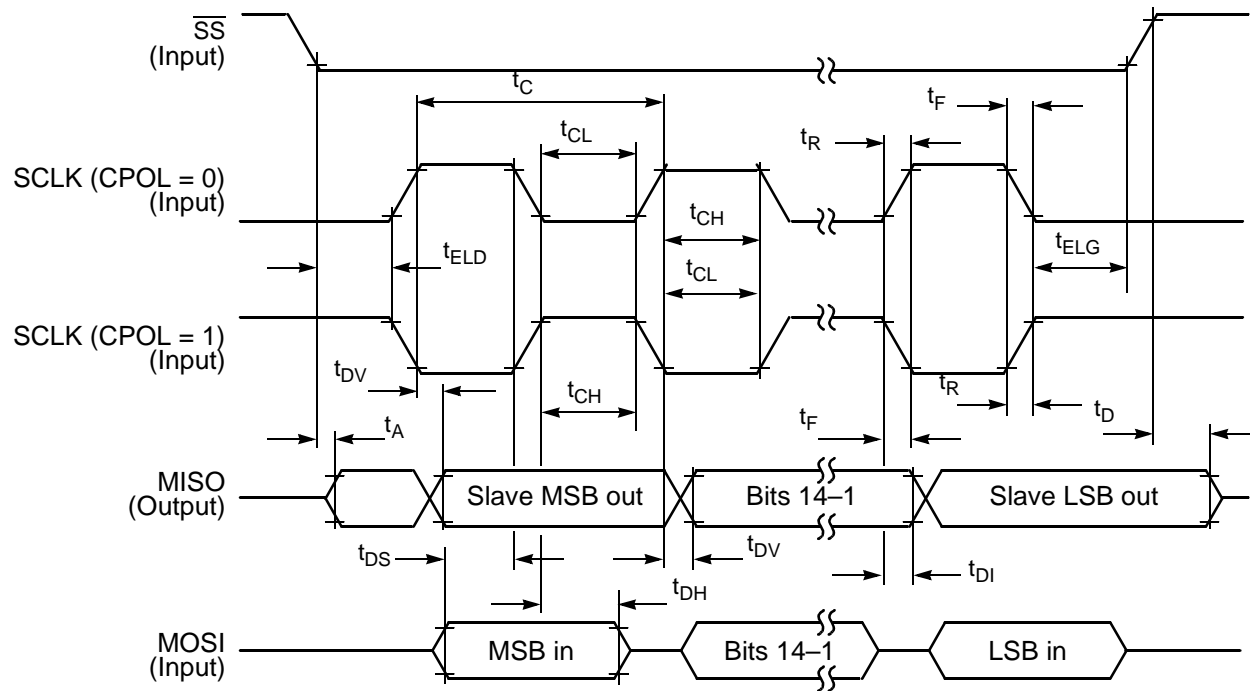 SS
(Input)
tC
tF
tCL
tR
SCLK (CPOL = 0)
(Input)
tCH
tELD
tELG
tCL
SCLK (CPOL = 1)
(Input)
tDV
tCH
tR
tA
tF
tD
MISO
(Output)
Slave MSB out
Bits 14–1
Slave LSB out
tDS
tDV
tDI
tDH
MOSI
(Input)
MSB in
Bits 14–1
LSB in